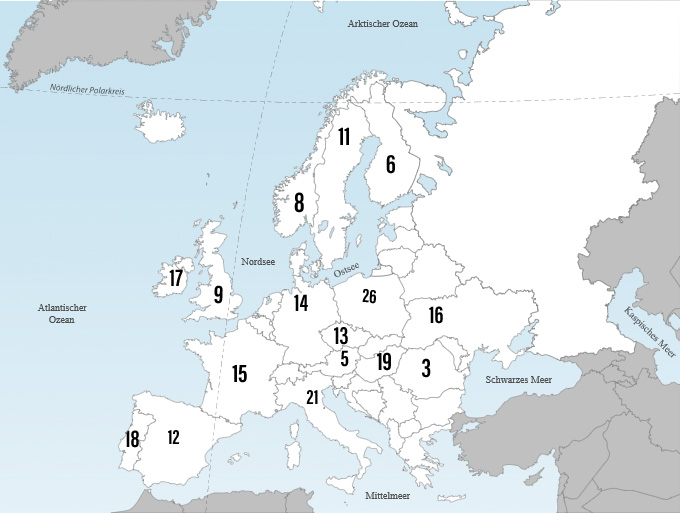 Arktischer Ozean
Nördlicher Polarkreis
11
6
8
Nordsee
17
9
Ostsee
14
26
Atlantischer
Ozean
16
Kaspisches Meer
13
5
19
3
15
Schwarzes Meer
21
18
12
Mittelmeer